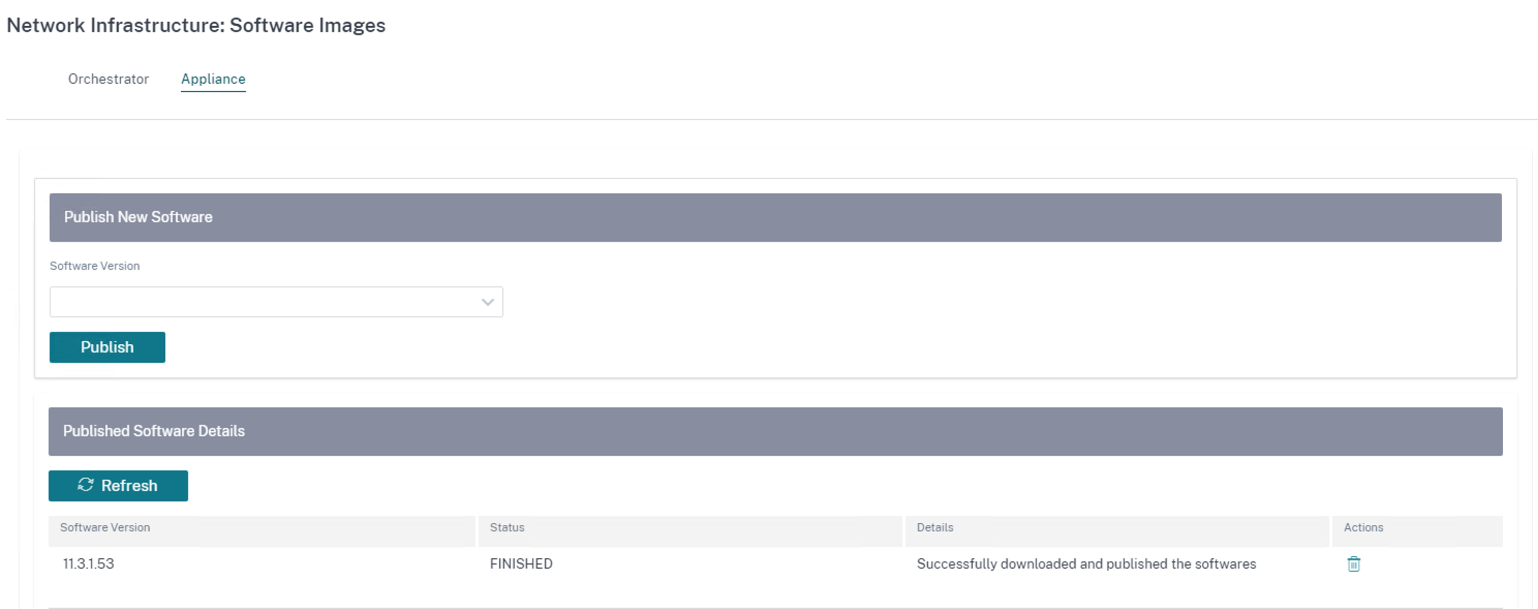 Network Infrastructure: Software Images
Orchestrator Appliance
Publish New Software
Software Version
Publish
Published Software Details
Refresh
Software Version Status Details Actions
11.3.1.53 FINISHED Successfully downloaded and published the softwares